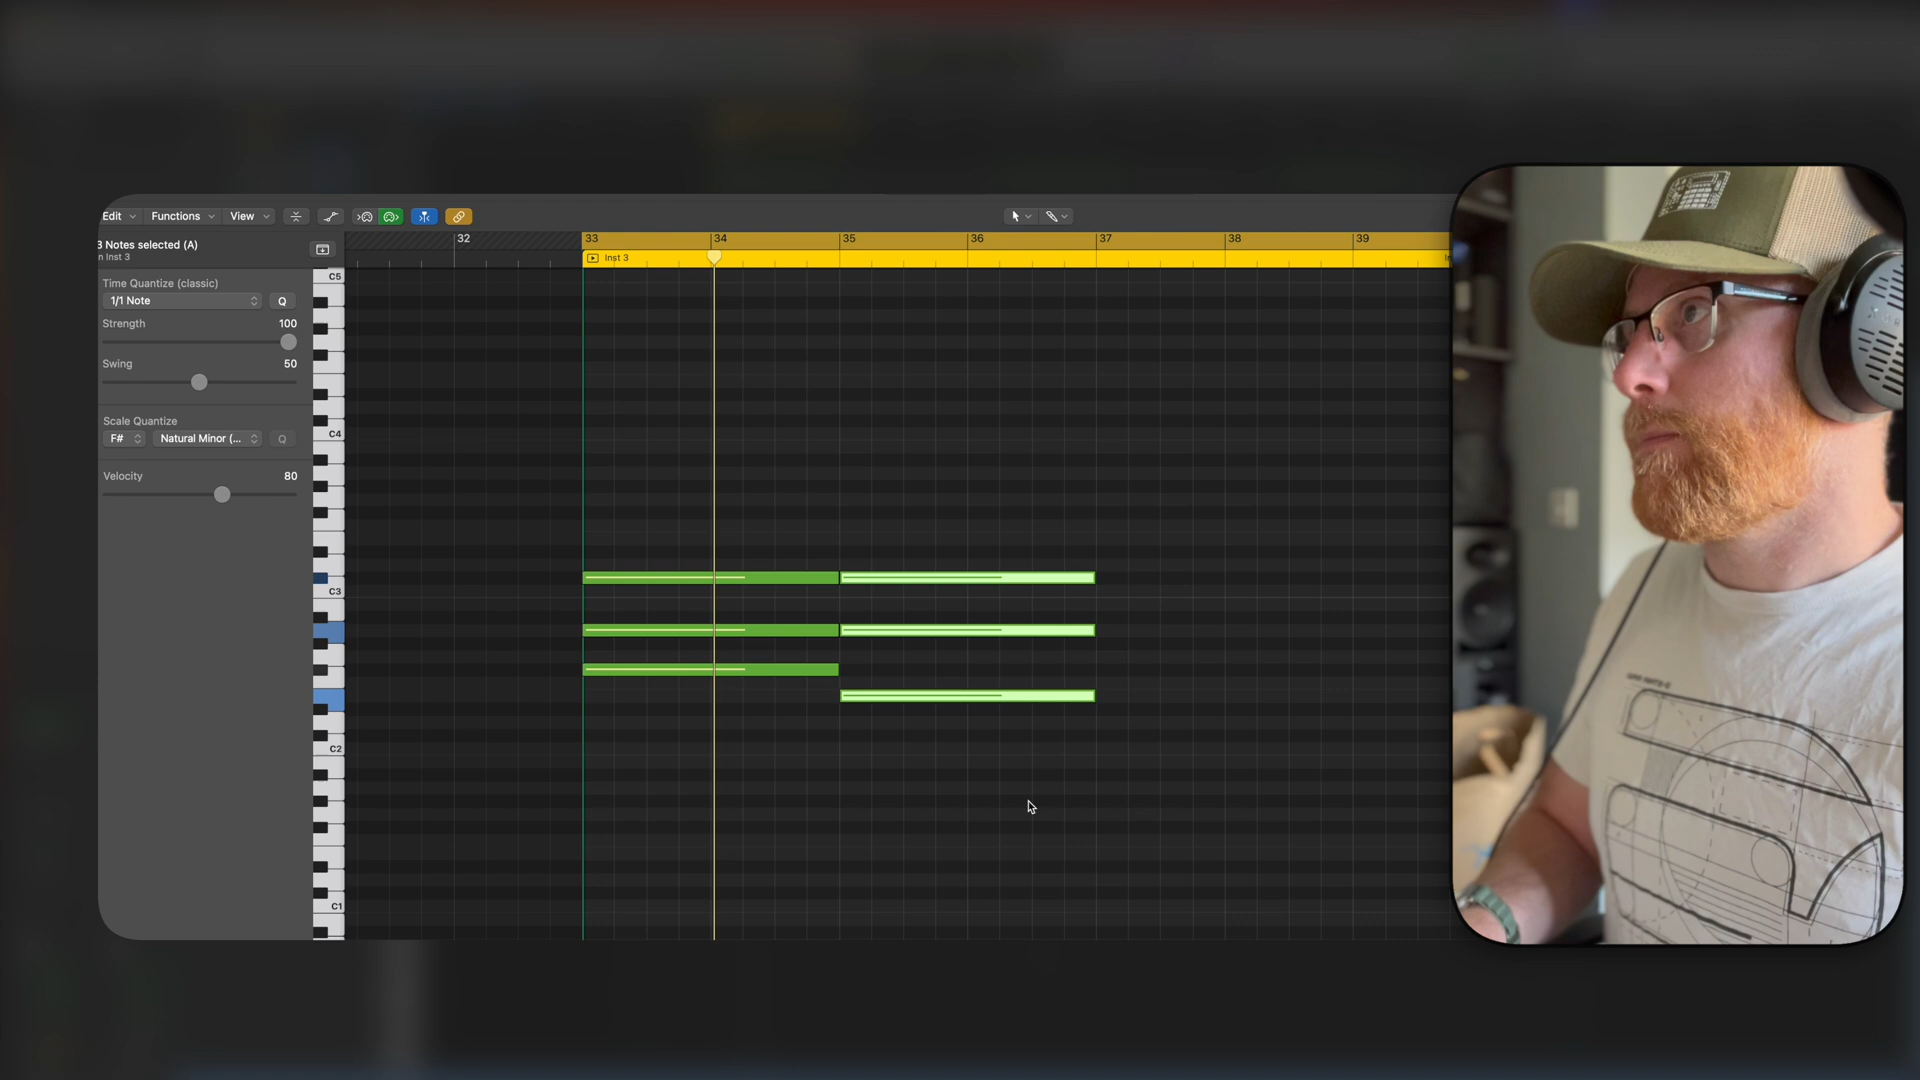 Edit
Functions
View
3 Notes selected (A)
n Inst 3
Time Quantize (classic)
1/1 Note
Q
Strength
100
Swing
50
Scale Quantize
F#
Natural Minor (...
Q
Velocity
80
32
33
34
35
36
37
38
39
Inst 3
In
C5
C4
C3
C2
C1